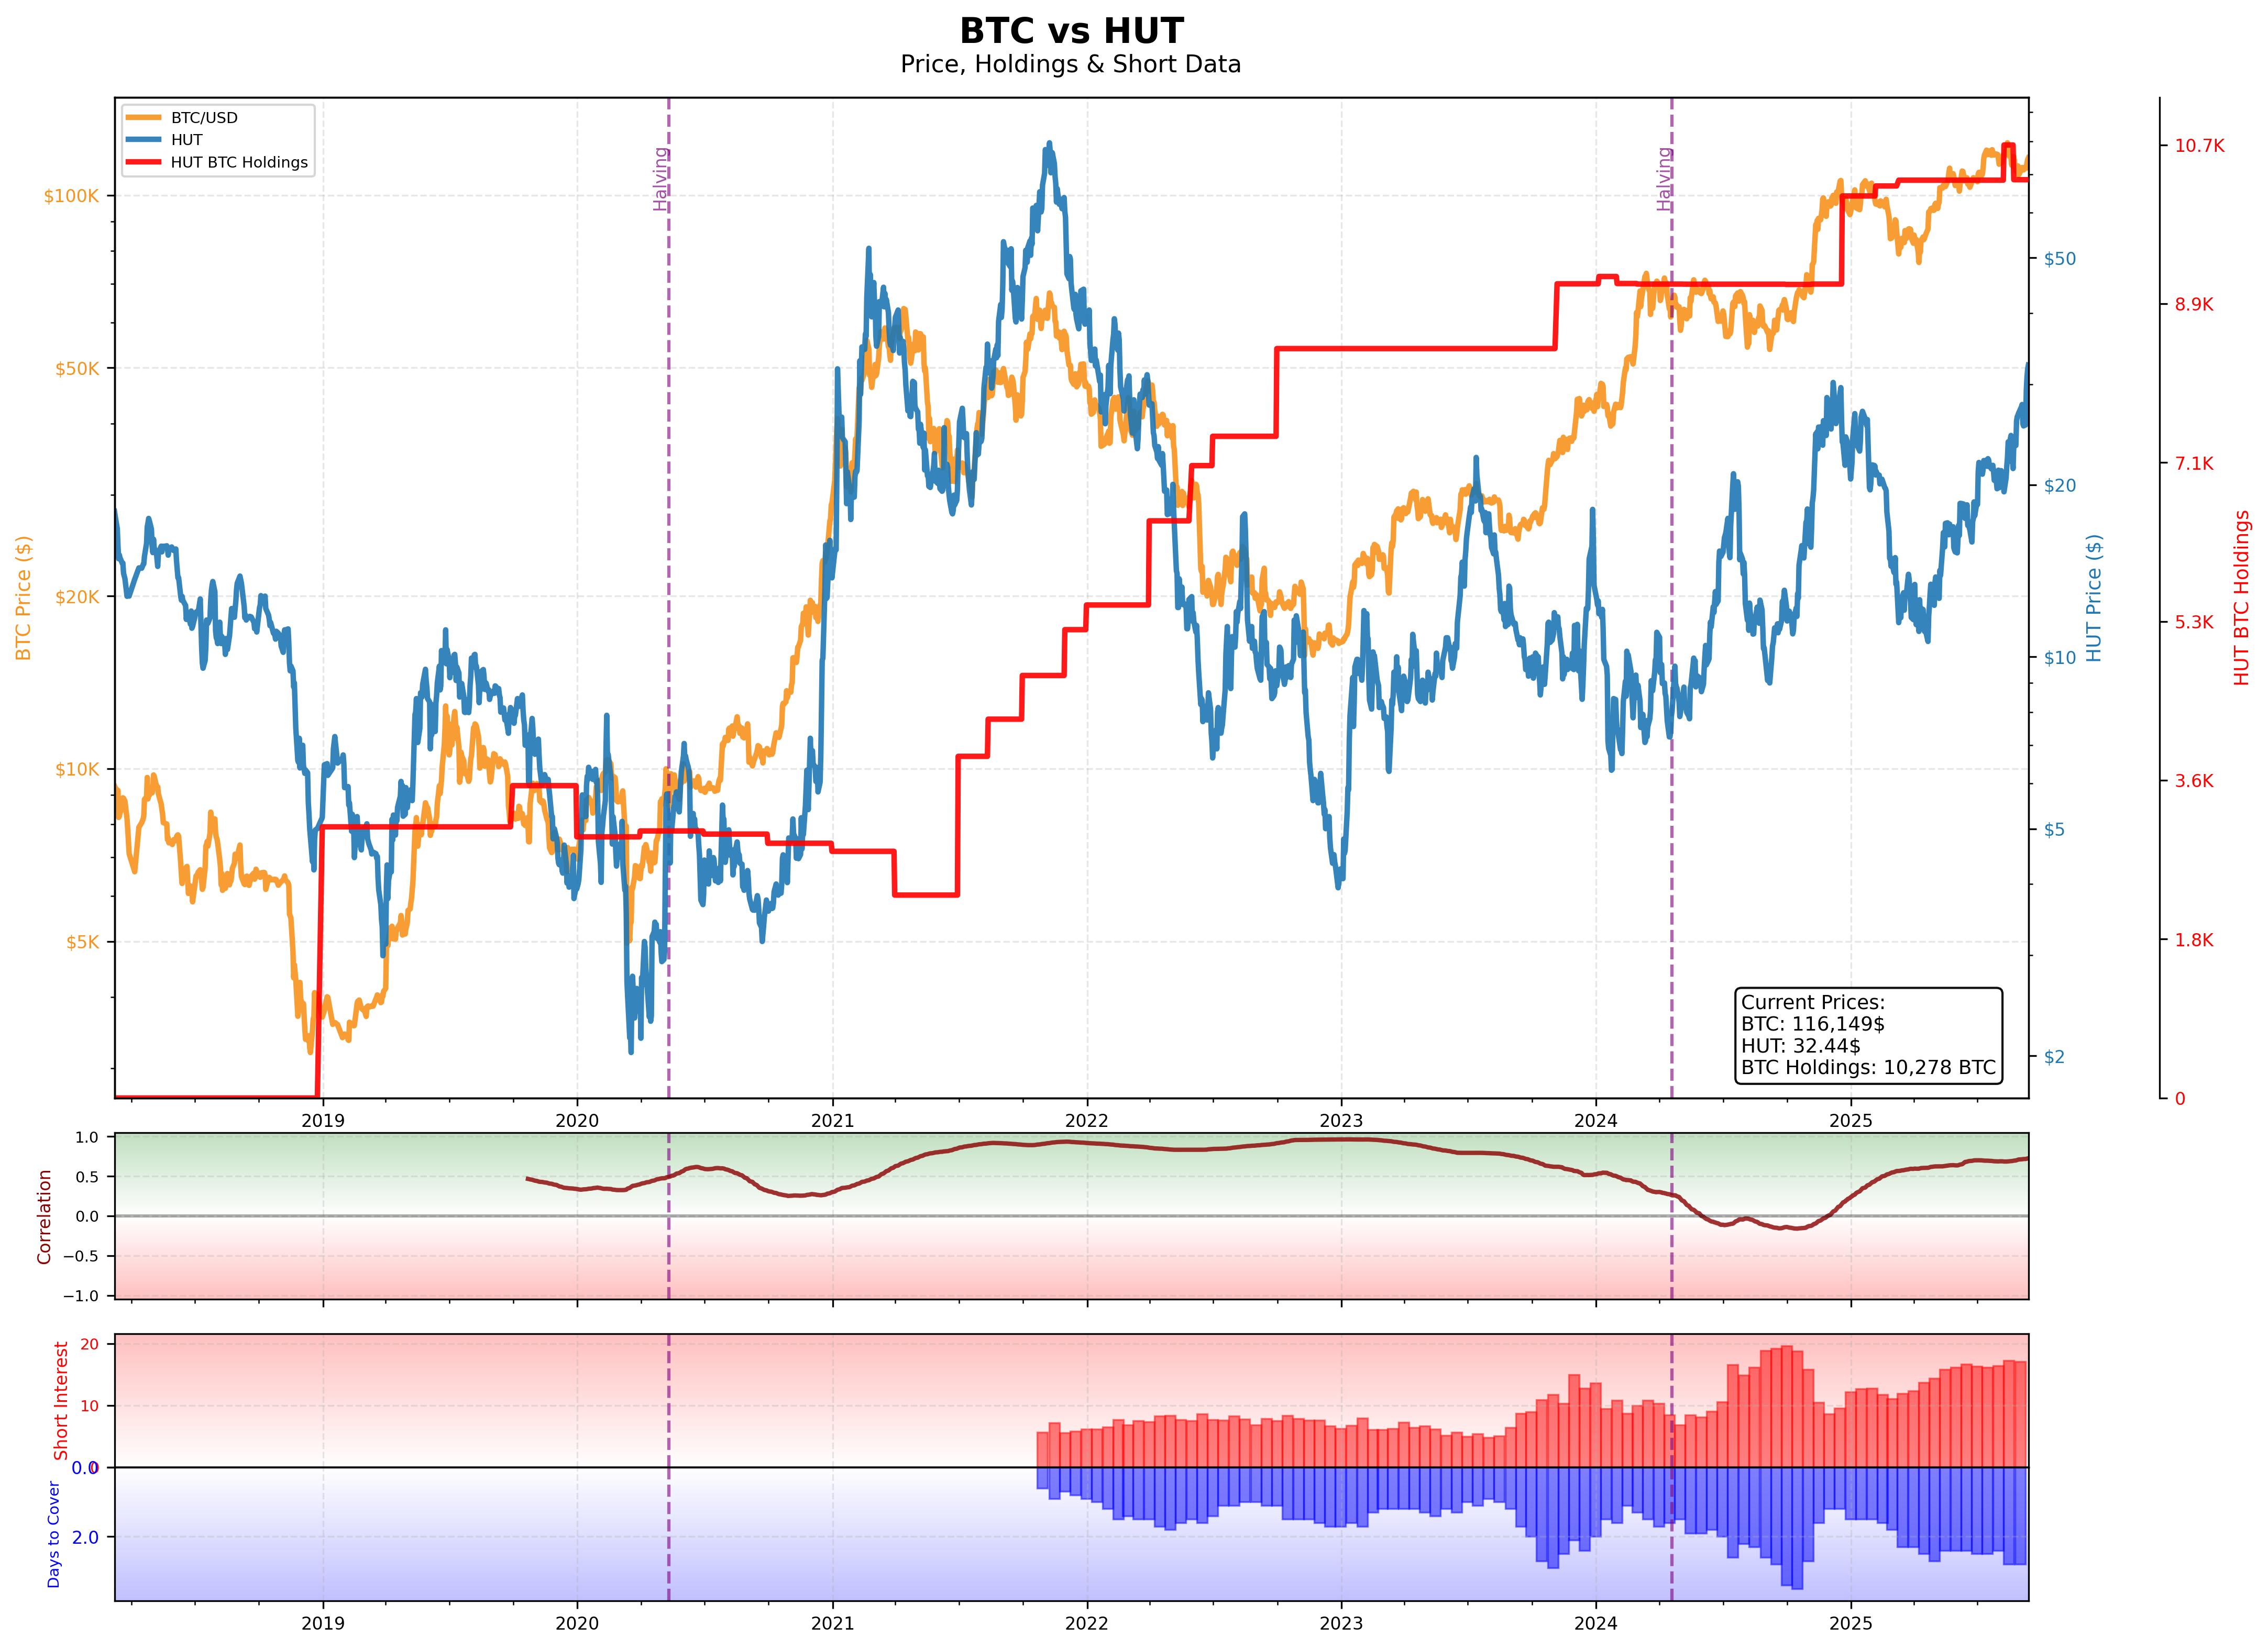 BTC vs HUT
Price, Holdings & Short Data
BTC/USD
HUT
HUT BTC Holdings
Halving
Halving
$100K
$50K
$20K
$10K
$5K
BTC Price ($)
$50
$20
$10
$5
$2
HUT Price ($)
10.7K
8.9K
7.1K
5.3K
3.6K
1.8K
0
HUT BTC Holdings
Current Prices:
BTC: 116,149$
HUT: 32.44$
BTC Holdings: 10,278 BTC
2019 2020 2021 2022 2023 2024 2025
1.0
0.5
0.0
−0.5
−1.0
Correlation
20
10
0
Short Interest
0.0
2.0
Days to Cover
2019 2020 2021 2022 2023 2024 2025